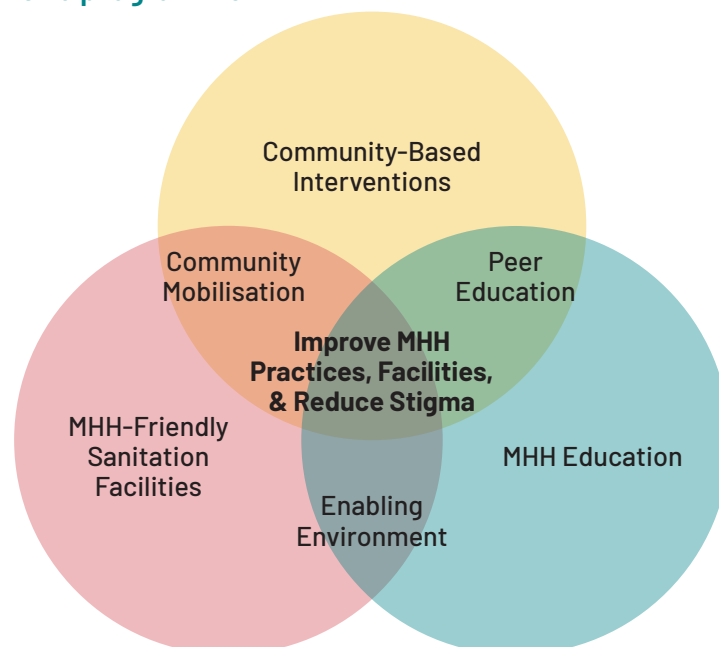 Community-Based
Interventions
Community
Mobilisation
Peer
Education
Improve MHH
Practices, Facilities,
& Reduce Stigma
MHH-Friendly
Sanitation
Facilities
MHH Education
Enabling
Environment